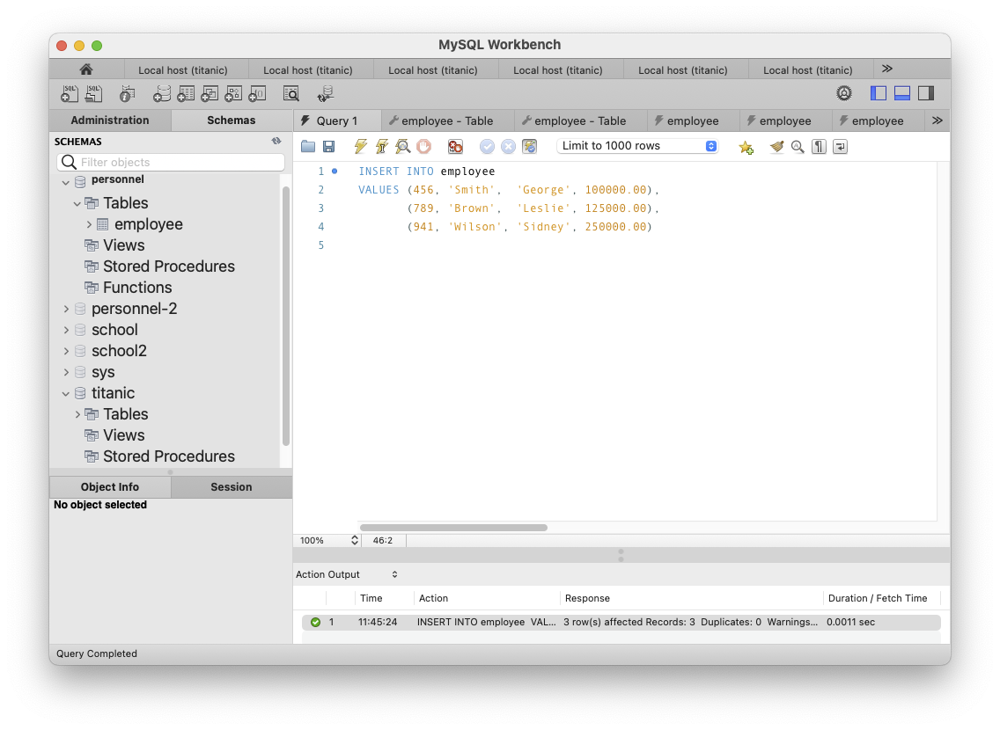 MySQL Workbench
Local host (titanic) Local host (titanic) Local host (titanic) Local host (titanic) Local host (titanic) Local host (titanic) »
Administration Schemas
Query 1 employee - Table employee - Table employee employee employee »
SCHEMAS
Filter objects
Limit to 1000 rows
personnel
Tables
employee
Views
Stored Procedures
Functions
personnel-2
school
school2
sys
titanic
Tables
Views
Stored Procedures
Object Info Session
No object selected
1 INSERT INTO employee
2 VALUES (456, 'Smith', 'George', 100000.00),
3 (789, 'Brown', 'Leslie', 125000.00),
4 (941, 'Wilson', 'Sidney', 250000.00)
5
100% 46:2
Action Output
Time Action Response Duration / Fetch Time
1 11:45:24 INSERT INTO employee VAL... 3 row(s) affected Records: 3 Duplicates: 0 Warnings... 0.0011 sec
Query Completed